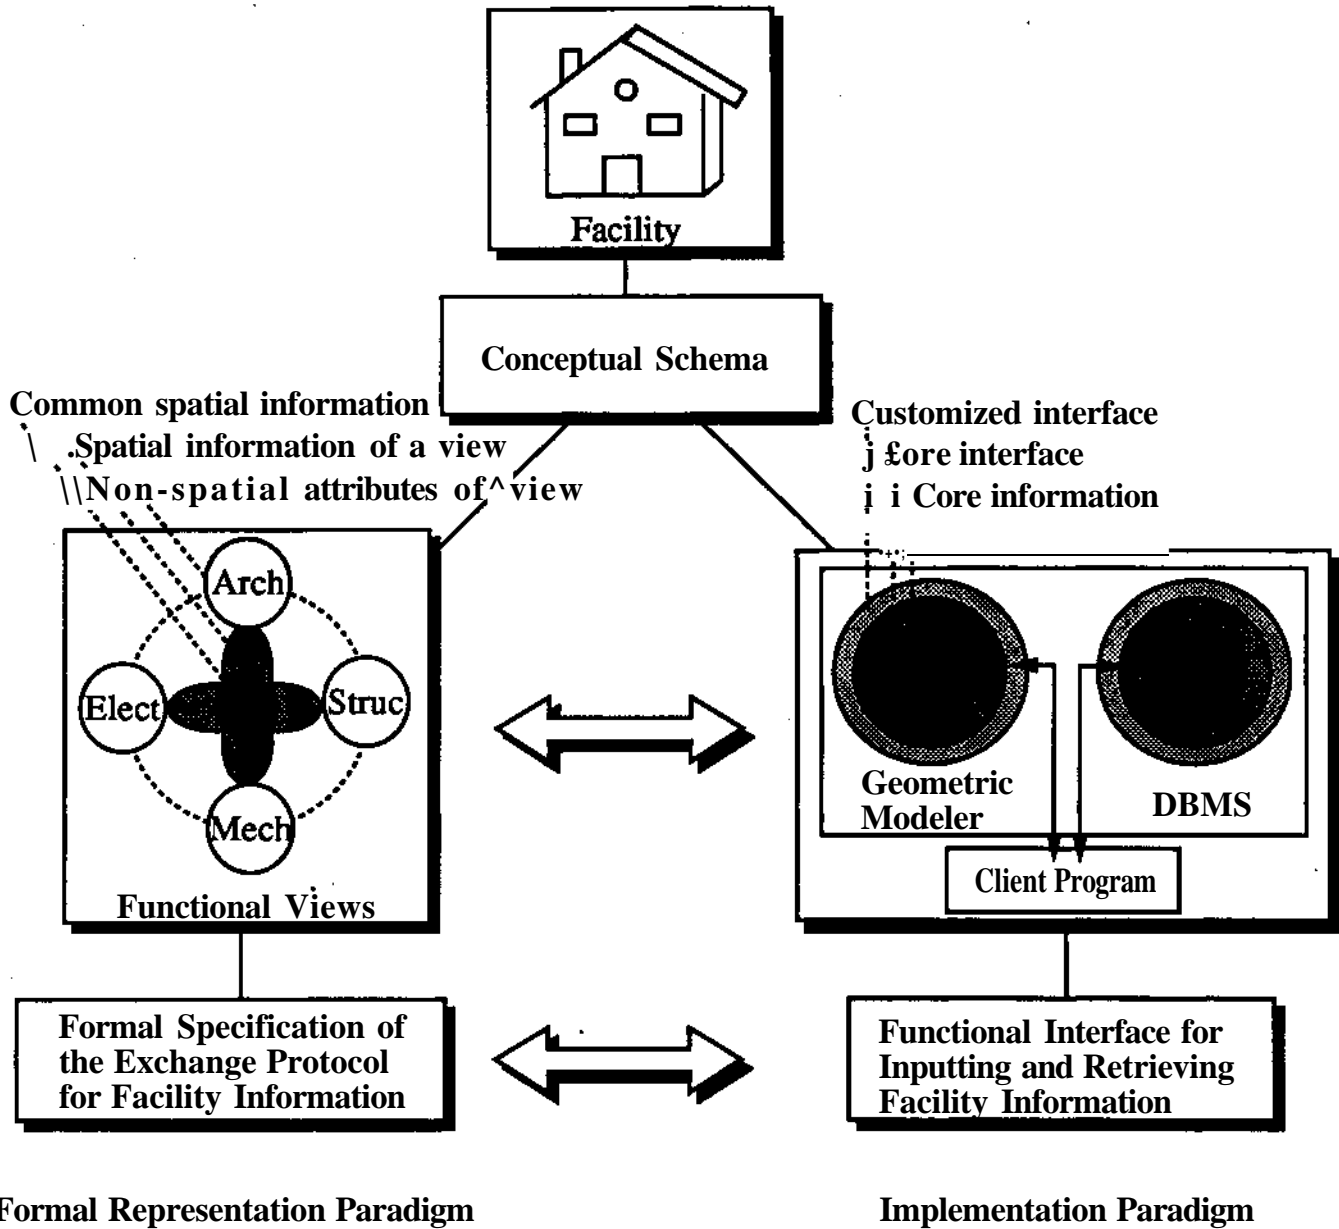 Facility
Conceptual Schema
Common spatial information
.Spatial information of a view
\\Non-spatial attributes of^view
Customized interface
j £ore interface
i i Core information
Arch
Elect
Struc
Mech
Functional Views
Geometric
Modeler
DBMS
Client Program
Formal Specification of
the Exchange Protocol
for Facility Information
Functional Interface for
Inputting and Retrieving
Facility Information
Formal Representation Paradigm
Implementation Paradigm